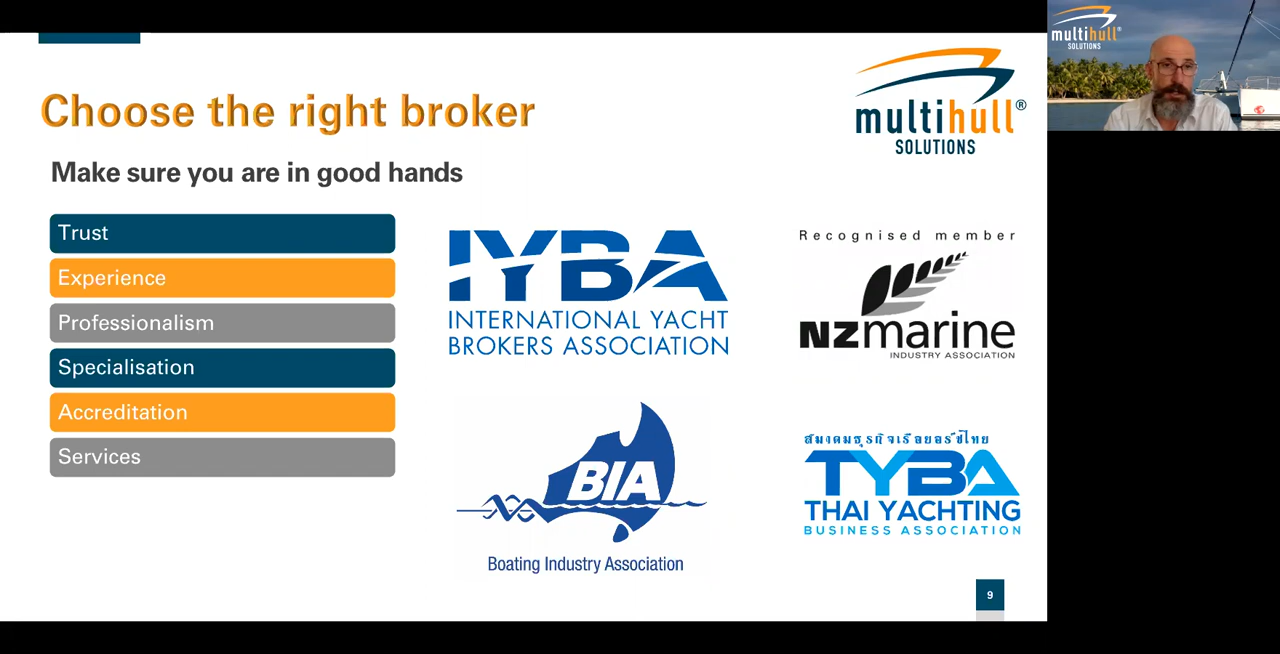 Choose the right broker
Make sure you are in good hands
Trust
Experience
Professionalism
Specialisation
Accreditation
Services
multihull®
SOLUTIONS
IYBA
INTERNATIONAL YACHT
BROKERS ASSOCIATION
Recognised member
NZmarine
INDUSTRY ASSOCIATION
BIA
Boating Industry Association
สมาคมธุรกิจเรือยอร์ชไทย
TYBA
THAI YACHTING
BUSINESS ASSOCIATION
9
multihull®
SOLUTIONS